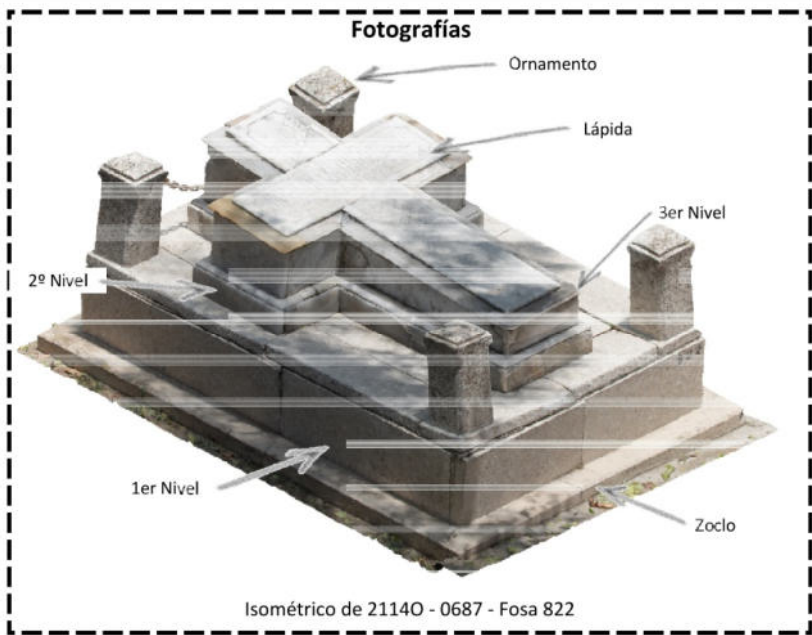 Fotografías
Ornamento
Lápida
3er Nivel
2º Nivel
1er Nivel
Zoclo
Isométrico de 2114O - 0687 - Fosa 822